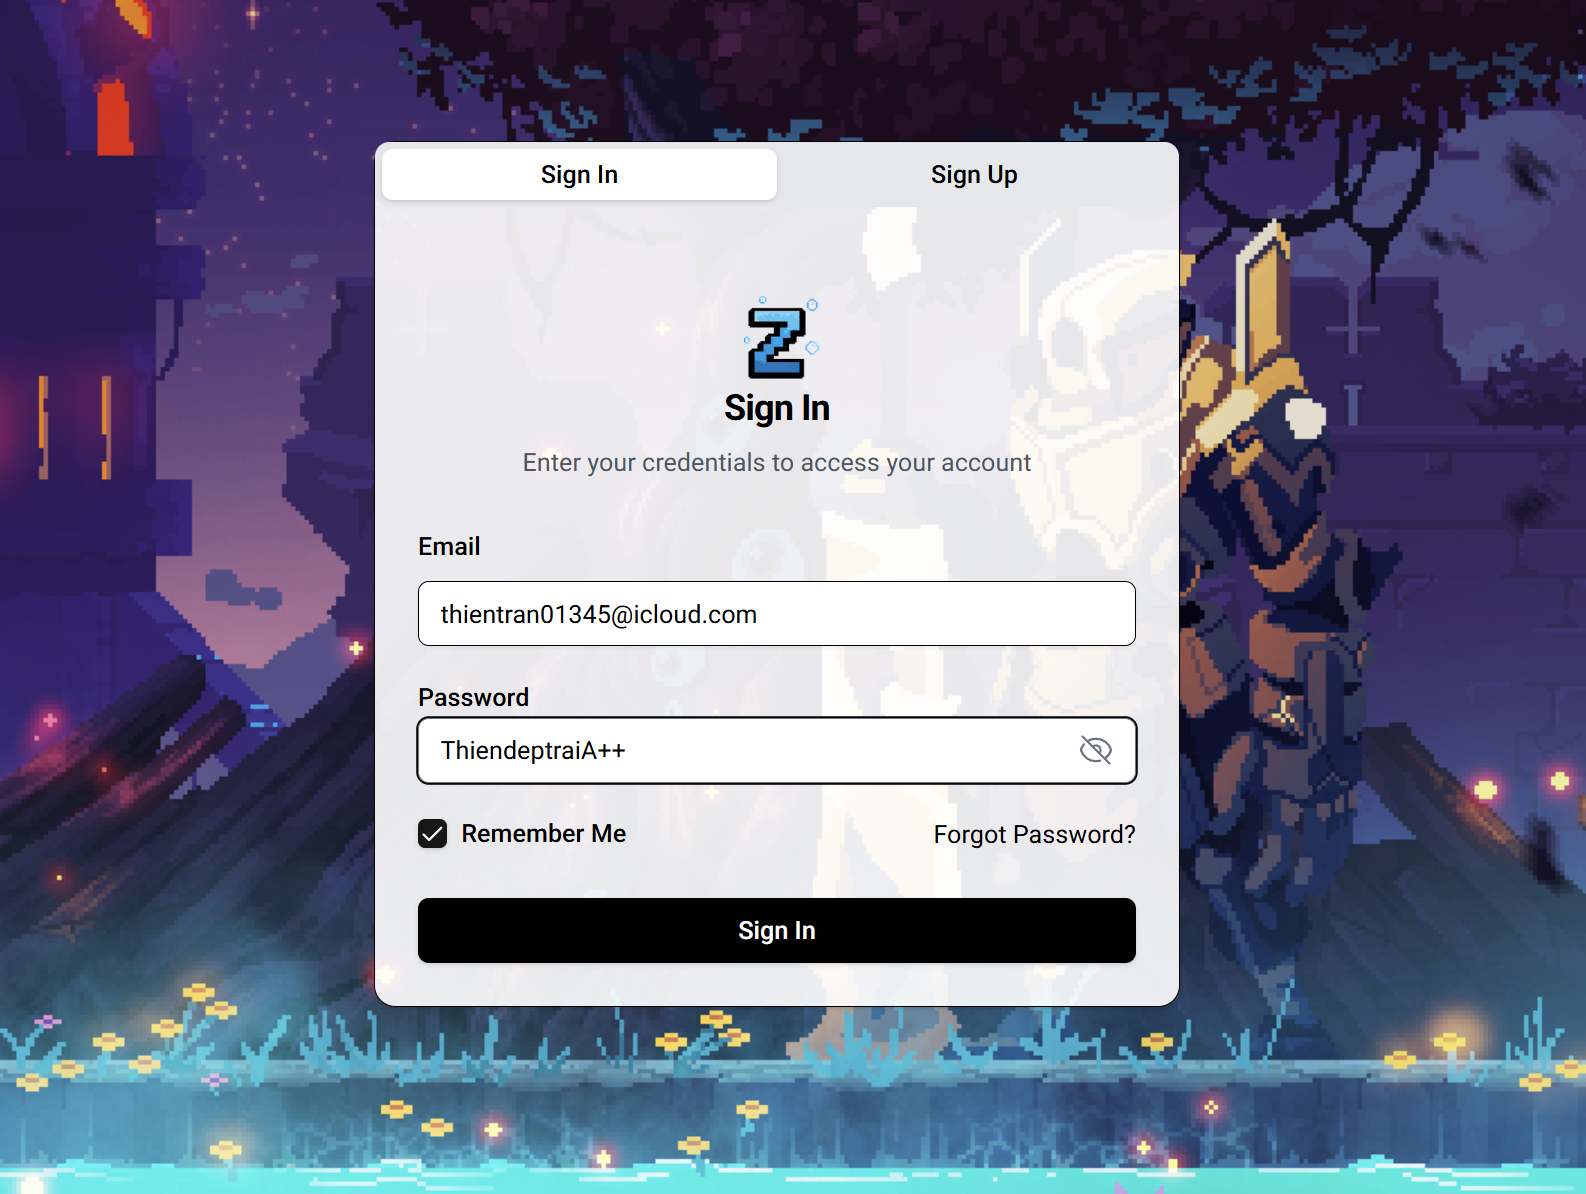 Sign In
Sign Up
Z
Sign In
Enter your credentials to access your account
Email
thientran01345@icloud.com
Password
ThiendeptraiA++
Remember Me
Forgot Password?
Sign In